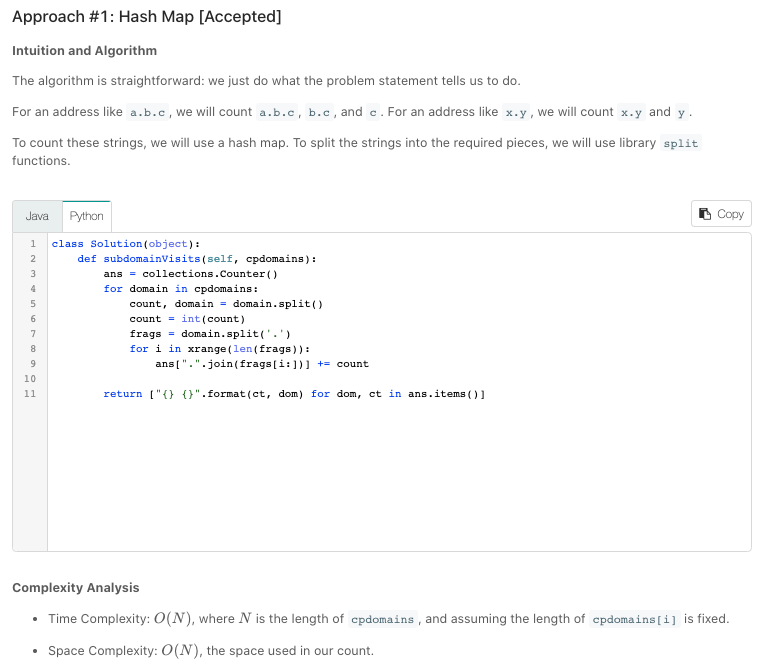 Approach #1: Hash Map [Accepted]
Intuition and Algorithm
The algorithm is straightforward: we just do what the problem statement tells us to do.
For an address like a.b.c, we will count a.b.c, b.c, and c. For an address like x.y, we will count x.y and y.
To count these strings, we will use a hash map. To split the strings into the required pieces, we will use library split
functions.
Java Python Copy
1 class Solution(object):
2     def subdomainVisits(self, cpdomains):
3         ans = collections.Counter()
4         for domain in cpdomains:
5             count, domain = domain.split()
6             count = int(count)
7             frags = domain.split('.')
8             for i in xrange(len(frags)):
9                 ans[".".join(frags[i:])] += count
10
11         return ["{} {}".format(ct, dom) for dom, ct in ans.items()]
Complexity Analysis
• Time Complexity: O(N), where N is the length of cpdomains, and assuming the length of cpdomains[i] is fixed.
• Space Complexity: O(N), the space used in our count.